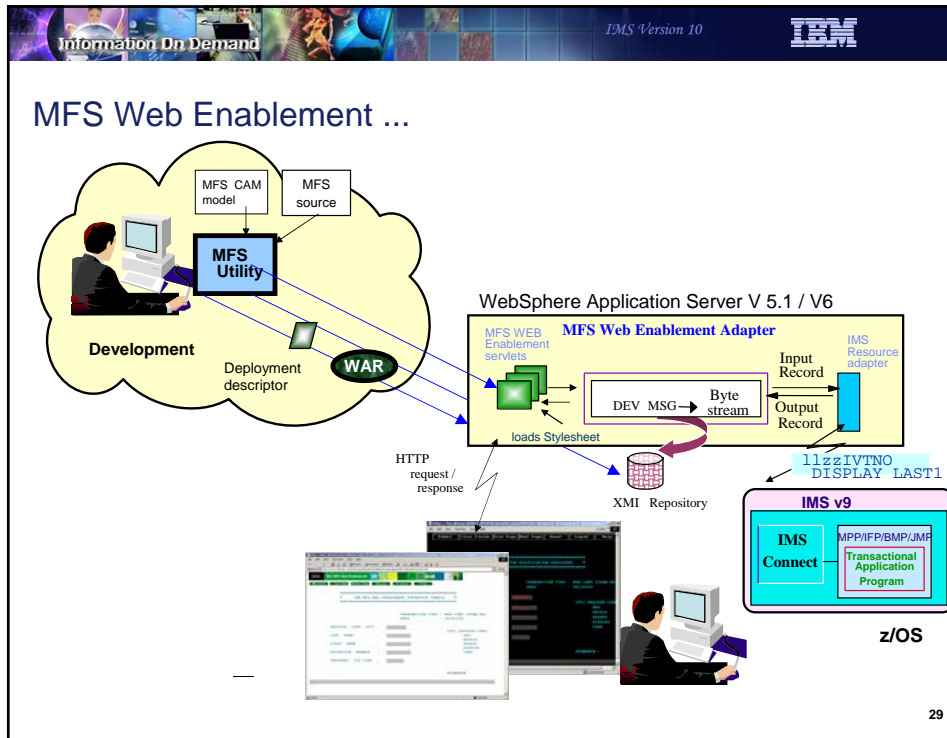 Information On Demand
IMS Version 10
IBM
MFS Web Enablement ...
MFS CAM
model
MFS
source
MFS
Utility
Development
Deployment
descriptor
WAR
WebSphere Application Server V 5.1 / V6
MFS WEB
Enablement
servlets
MFS Web Enablement Adapter
IMS
Resource
adapter
Input
Record
DEV MSG
Byte
stream
Output
Record
loads Stylesheet
HTTP
request /
response
XMI Repository
llzzIVTNO
DISPLAY LAST1
IMS v9
IMS
Connect
MPP/IFP/BMP/JMP
Transactional
Application
Program
z/OS
29